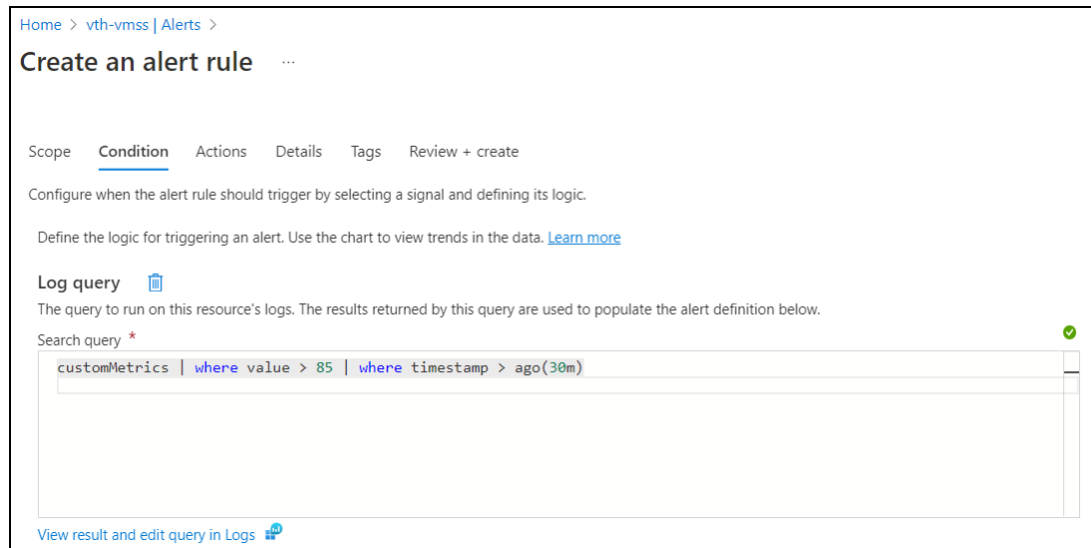 Home > vth-vmss | Alerts >
Create an alert rule ...
Scope Condition Actions Details Tags Review + create
Configure when the alert rule should trigger by selecting a signal and defining its logic.
Define the logic for triggering an alert. Use the chart to view trends in the data. Learn more
Log query
The query to run on this resource's logs. The results returned by this query are used to populate the alert definition below.
Search query *
customMetrics | where value > 85 | where timestamp > ago(30m)
View result and edit query in Logs